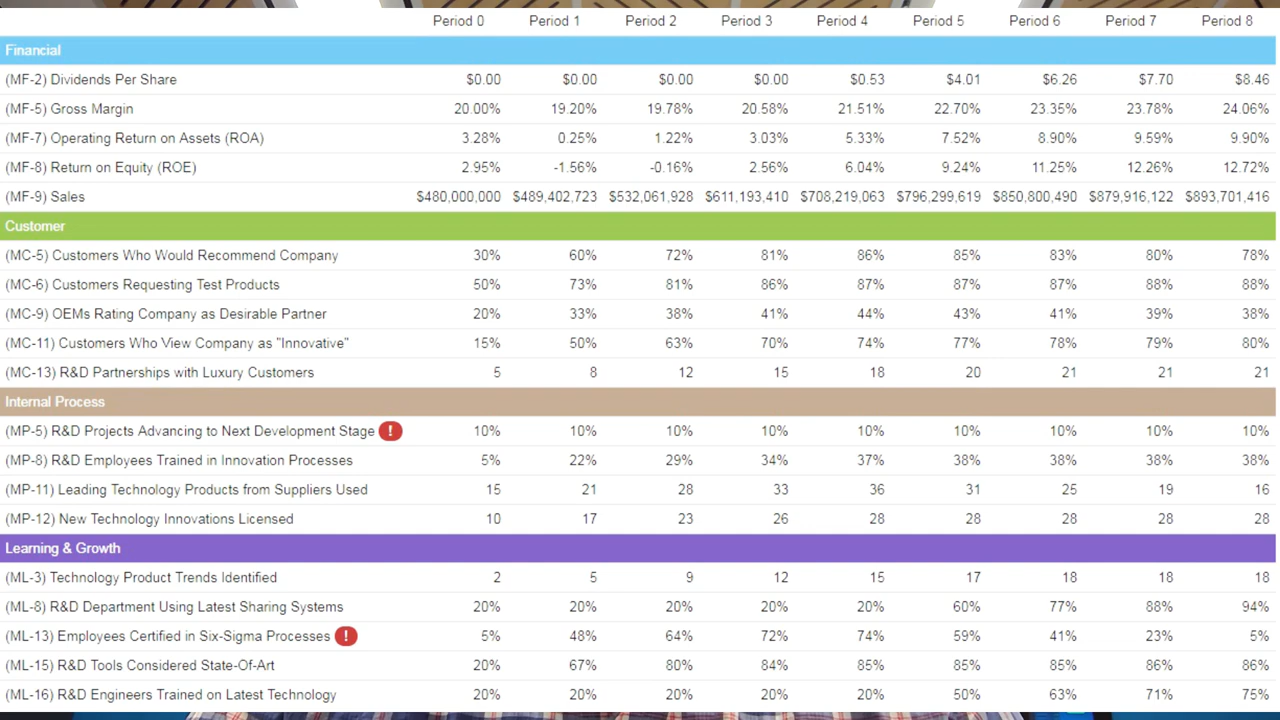 Period 0 Period 1 Period 2 Period 3 Period 4 Period 5 Period 6 Period 7 Period 8
Financial
(MF-2) Dividends Per Share $0.00 $0.00 $0.00 $0.00 $0.53 $4.01 $6.26 $7.70 $8.46
(MF-5) Gross Margin 20.00% 19.20% 19.78% 20.58% 21.51% 22.70% 23.35% 23.78% 24.06%
(MF-7) Operating Return on Assets (ROA) 3.28% 0.25% 1.22% 3.03% 5.33% 7.52% 8.90% 9.59% 9.90%
(MF-8) Return on Equity (ROE) 2.95% -1.56% -0.16% 2.56% 6.04% 9.24% 11.25% 12.26% 12.72%
(MF-9) Sales $480,000,000 $489,402,723 $532,061,928 $611,193,410 $708,219,063 $796,299,619 $850,800,490 $879,916,122 $893,701,416
Customer
(MC-5) Customers Who Would Recommend Company 30% 60% 72% 81% 86% 85% 83% 80% 78%
(MC-6) Customers Requesting Test Products 50% 73% 81% 86% 87% 87% 87% 88% 88%
(MC-9) OEMs Rating Company as Desirable Partner 20% 33% 38% 41% 44% 43% 41% 39% 38%
(MC-11) Customers Who View Company as "Innovative" 15% 50% 63% 70% 74% 77% 78% 79% 80%
(MC-13) R&D Partnerships with Luxury Customers 5 8 12 15 18 20 21 21 21
Internal Process
(MP-5) R&D Projects Advancing to Next Development Stage ! 10% 10% 10% 10% 10% 10% 10% 10% 10%
(MP-8) R&D Employees Trained in Innovation Processes 5% 22% 29% 34% 37% 38% 38% 38% 38%
(MP-11) Leading Technology Products from Suppliers Used 15 21 28 33 36 31 25 19 16
(MP-12) New Technology Innovations Licensed 10 17 23 26 28 28 28 28 28
Learning & Growth
(ML-3) Technology Product Trends Identified 2 5 9 12 15 17 18 18 18
(ML-8) R&D Department Using Latest Sharing Systems 20% 20% 20% 20% 20% 60% 77% 88% 94%
(ML-13) Employees Certified in Six-Sigma Processes ! 5% 48% 64% 72% 74% 59% 41% 23% 5%
(ML-15) R&D Tools Considered State-Of-Art 20% 67% 80% 84% 85% 85% 85% 86% 86%
(ML-16) R&D Engineers Trained on Latest Technology 20% 20% 20% 20% 20% 50% 63% 71% 75%